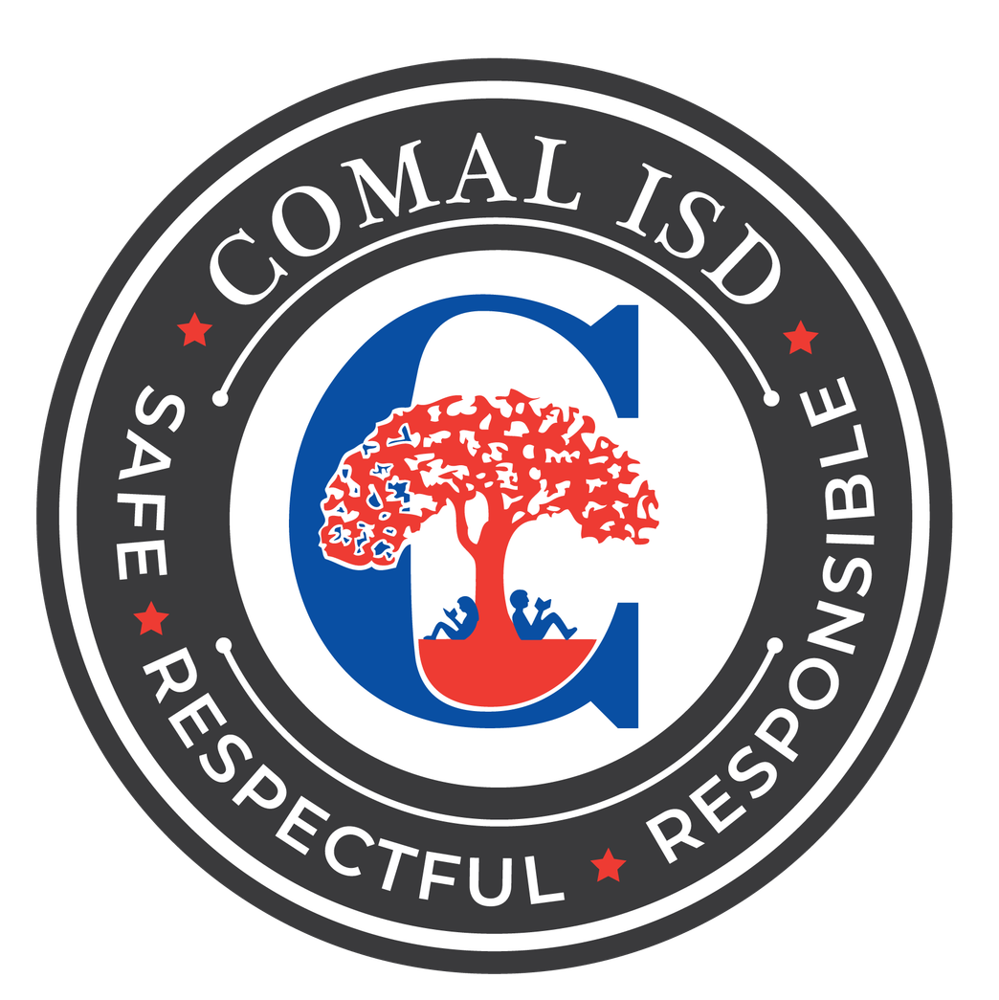 COMAL ISD
SAFE
RESPECTFUL
RESPONSIBLE
C